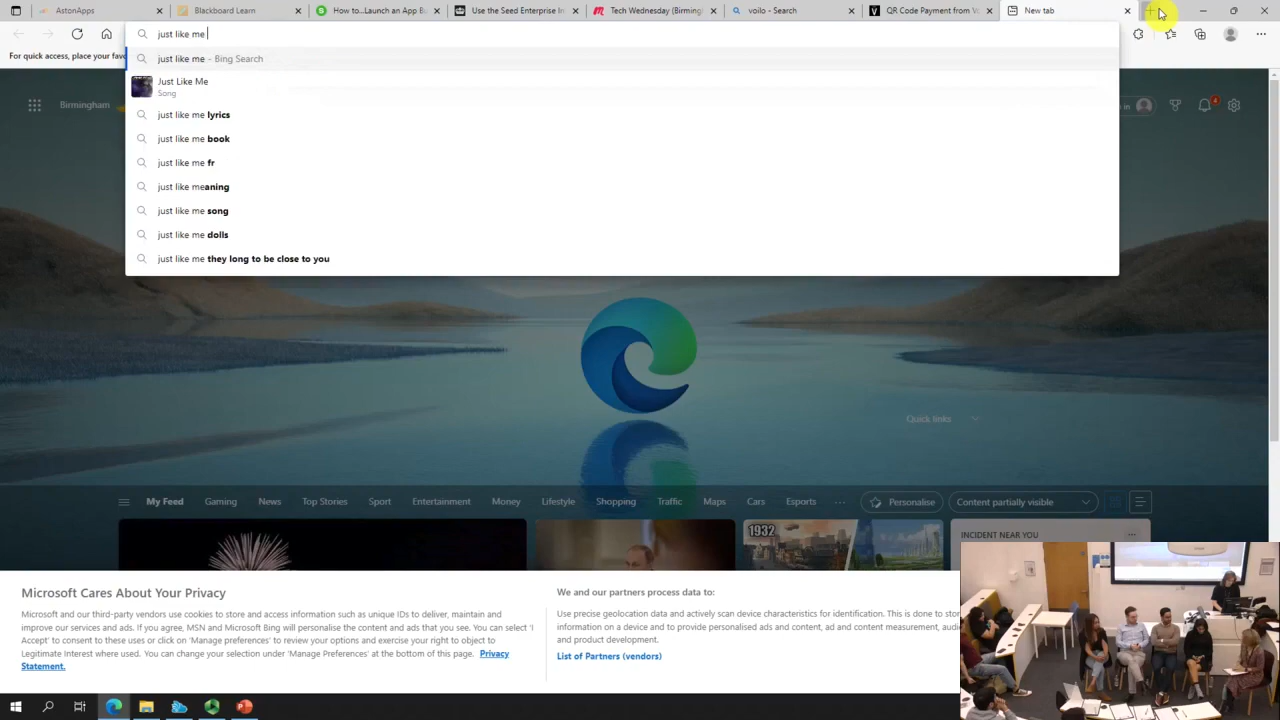 AstonApps
Blackboard Learn
How to...Launch an App B
Use the Seed Enterprise In
Tech Wednesday (Birming
voilo - Search
QR Code Payment from Vo
New tab
just like me
For quick access, place your favo
just like me - Bing Search
Just Like Me
Song
just like me lyrics
just like me book
just like me fr
just like meaning
just like me song
just like me dolls
just like me they long to be close to you
Birmingham
in
Quick links
My Feed
Gaming
News
Top Stories
Sport
Entertainment
Money
Lifestyle
Shopping
Traffic
Maps
Cars
Esports
Personalise
Content partially visible
1932
INCIDENT NEAR YOU
Microsoft Cares About Your Privacy
Microsoft and our third-party vendors use cookies to store and access information such as unique IDs to deliver, maintain and
improve our services and ads. If you agree, MSN and Microsoft Bing will personalise the content and ads that you see. You can select 'I
Accept' to consent to these uses or click on 'Manage preferences' to review your options and exercise your right to object to
Legitimate Interest where used. You can change your selection under 'Manage Preferences' at the bottom of this page. Privacy
Statement.
We and our partners process data to:
Use precise geolocation data and actively scan device characteristics for identification. This is done to stor
information on a device and to provide personalised ads and content, ad and content measurement, audi
and product development.
List of Partners (vendors)